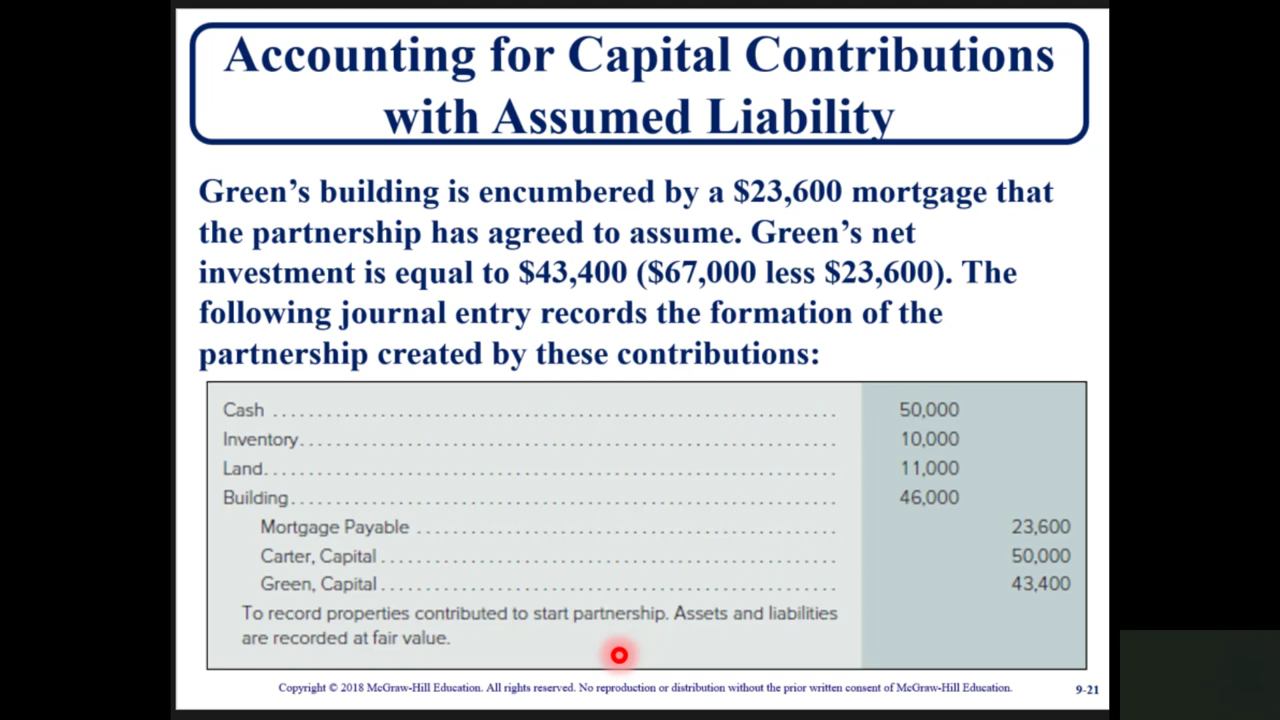 Accounting for Capital Contributions
with Assumed Liability
Green’s building is encumbered by a $23,600 mortgage that
the partnership has agreed to assume. Green’s net
investment is equal to $43,400 ($67,000 less $23,600). The
following journal entry records the formation of the
partnership created by these contributions:
Cash 50,000
Inventory 10,000
Land 11,000
Building 46,000
Mortgage Payable 23,600
Carter, Capital 50,000
Green, Capital 43,400
To record properties contributed to start partnership. Assets and liabilities
are recorded at fair value.
Copyright © 2018 McGraw-Hill Education. All rights reserved. No reproduction or distribution without the prior written consent of McGraw-Hill Education. 9-21